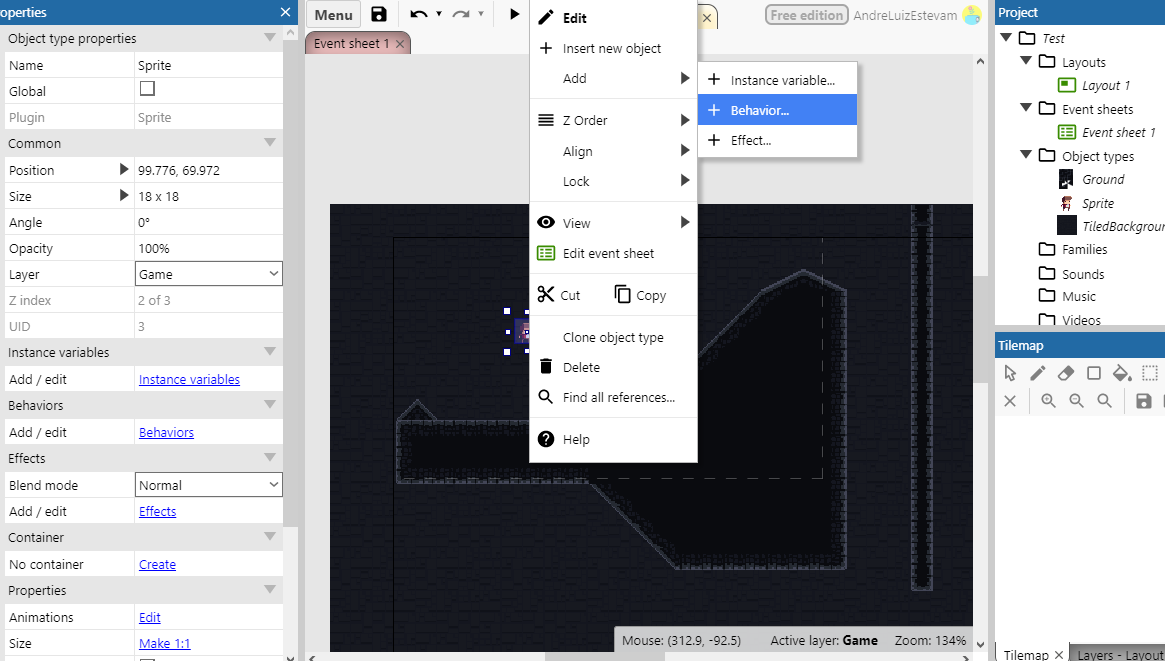 roperties
Object type properties
Name Sprite
Global
Plugin Sprite
Common
Position 99.776, 69.972
Size 18 x 18
Angle 0°
Opacity 100%
Layer Game
Z index 2 of 3
UID 3
Instance variables
Add / edit Instance variables
Behaviors
Add / edit Behaviors
Effects
Blend mode Normal
Add / edit Effects
Container
No container Create
Properties
Animations Edit
Size Make 1:1
Menu
Free edition AndreLuizEstevam
Event sheet 1
Edit
Insert new object
Add
Z Order
Align
Lock
View
Edit event sheet
Cut Copy
Clone object type
Delete
Find all references...
Help
Instance variable...
Behavior...
Effect...
Mouse: (312.9, -92.5) Active layer: Game Zoom: 134%
Project
Test
Layouts
Layout 1
Event sheets
Event sheet 1
Object types
Ground
Sprite
TiledBackgroun
Families
Sounds
Music
Videos
Tilemap
Tilemap Layers - Layout